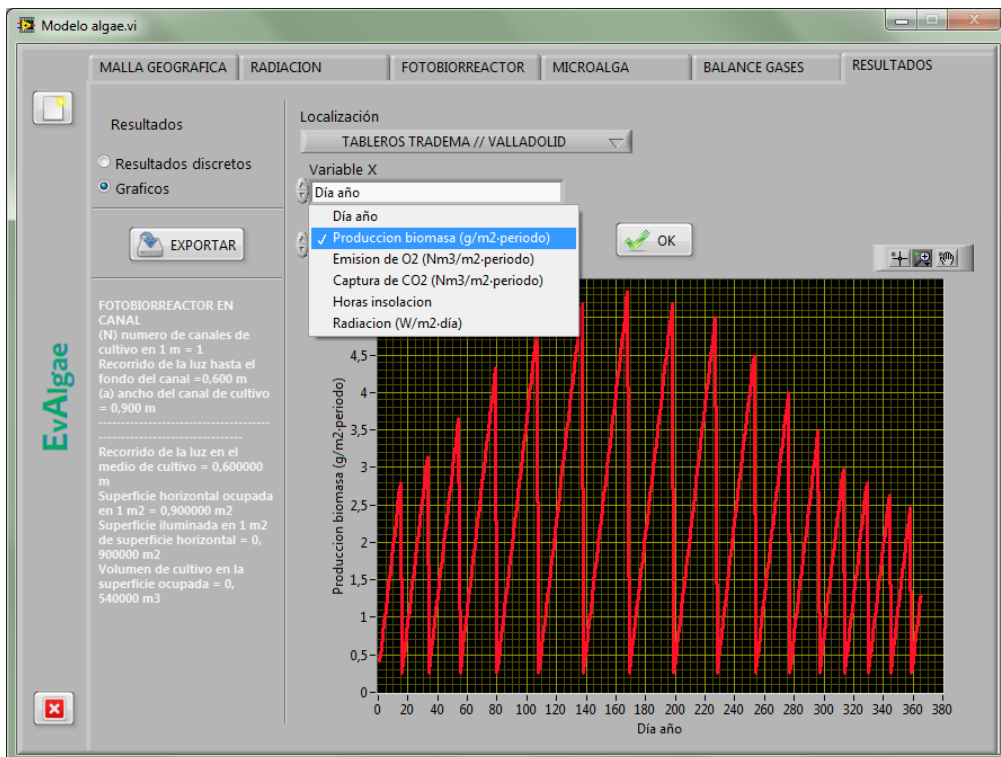 Modelo algae.vi
MALLA GEOGRAFICA
RADIACION
FOTOBIORREACTOR
MICROALGA
BALANCE GASES
RESULTADOS
Resultados
Resultados discretos
Graficos
EXPORTAR
FOTOBIORREACTOR EN
CANAL
(N) numero de canales de
cultivo en 1 m = 1
Recorrido de la luz hasta el
fondo del canal =0,600 m
(a) ancho del canal de cultivo
= 0,900 m
--------------------------------------
--------------------------------
Recorrido de la luz en el
medio de cultivo = 0,600000
m
Superficie horizontal ocupada
en 1 m2 = 0,900000 m2
Superficie iluminada en 1 m2
de superficie horizontal = 0,
900000 m2
Volumen de cultivo en la
superficie ocupada = 0,
540000 m3
EvAlgae
Localización
TABLEROS TRADEMA // VALLADOLID
Variable X
Día año
Día año
Produccion biomasa (g/m2·periodo)
Emision de O2 (Nm3/m2·periodo)
Captura de CO2 (Nm3/m2·periodo)
Horas insolacion
Radiacion (W/m2·día)
OK
Produccion biomasa (g/m2·periodo)
4,5
4
3,5
3
2,5
2
1,5
1
0,5
0
0 20 40 60 80 100 120 140 160 180 200 220 240 260 280 300 320 340 360 380
Día año